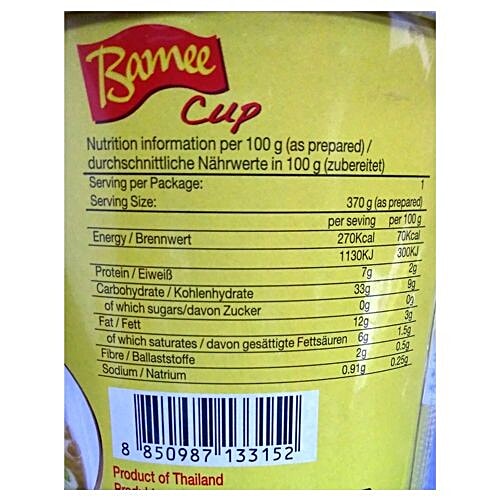 Bamee
Cup
Nutrition information per 100 g (as prepared) /
durchschnittliche Nährwerte in 100 g (zubereitet)
Serving per Package: 1
Serving Size: 370 g (as prepared)
per seving per 100 g
Energy / Brennwert 270Kcal 70Kcal
1130KJ 300KJ
Protein / Eiweiß 7g 2g
Carbohydrate / Kohlenhydrate 33g 9g
of which sugars/davon Zucker 0g 0g
Fat / Fett 12g 3g
of which saturates / davon gesättigte Fettsäuren 6g 1.5g
Fibre / Ballaststoffe 2g 0.5g
Sodium / Natrium 0.91g 0.25g
8 850987 133152
Product of Thailand